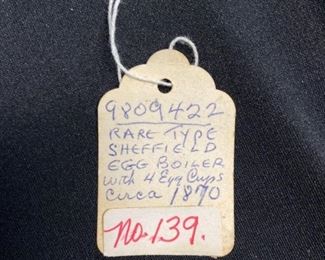 9809422
RARE TYPE
SHEFFIELD
EGG BOILER
with 4 Egg Cups
Circa 1870
No. 139.